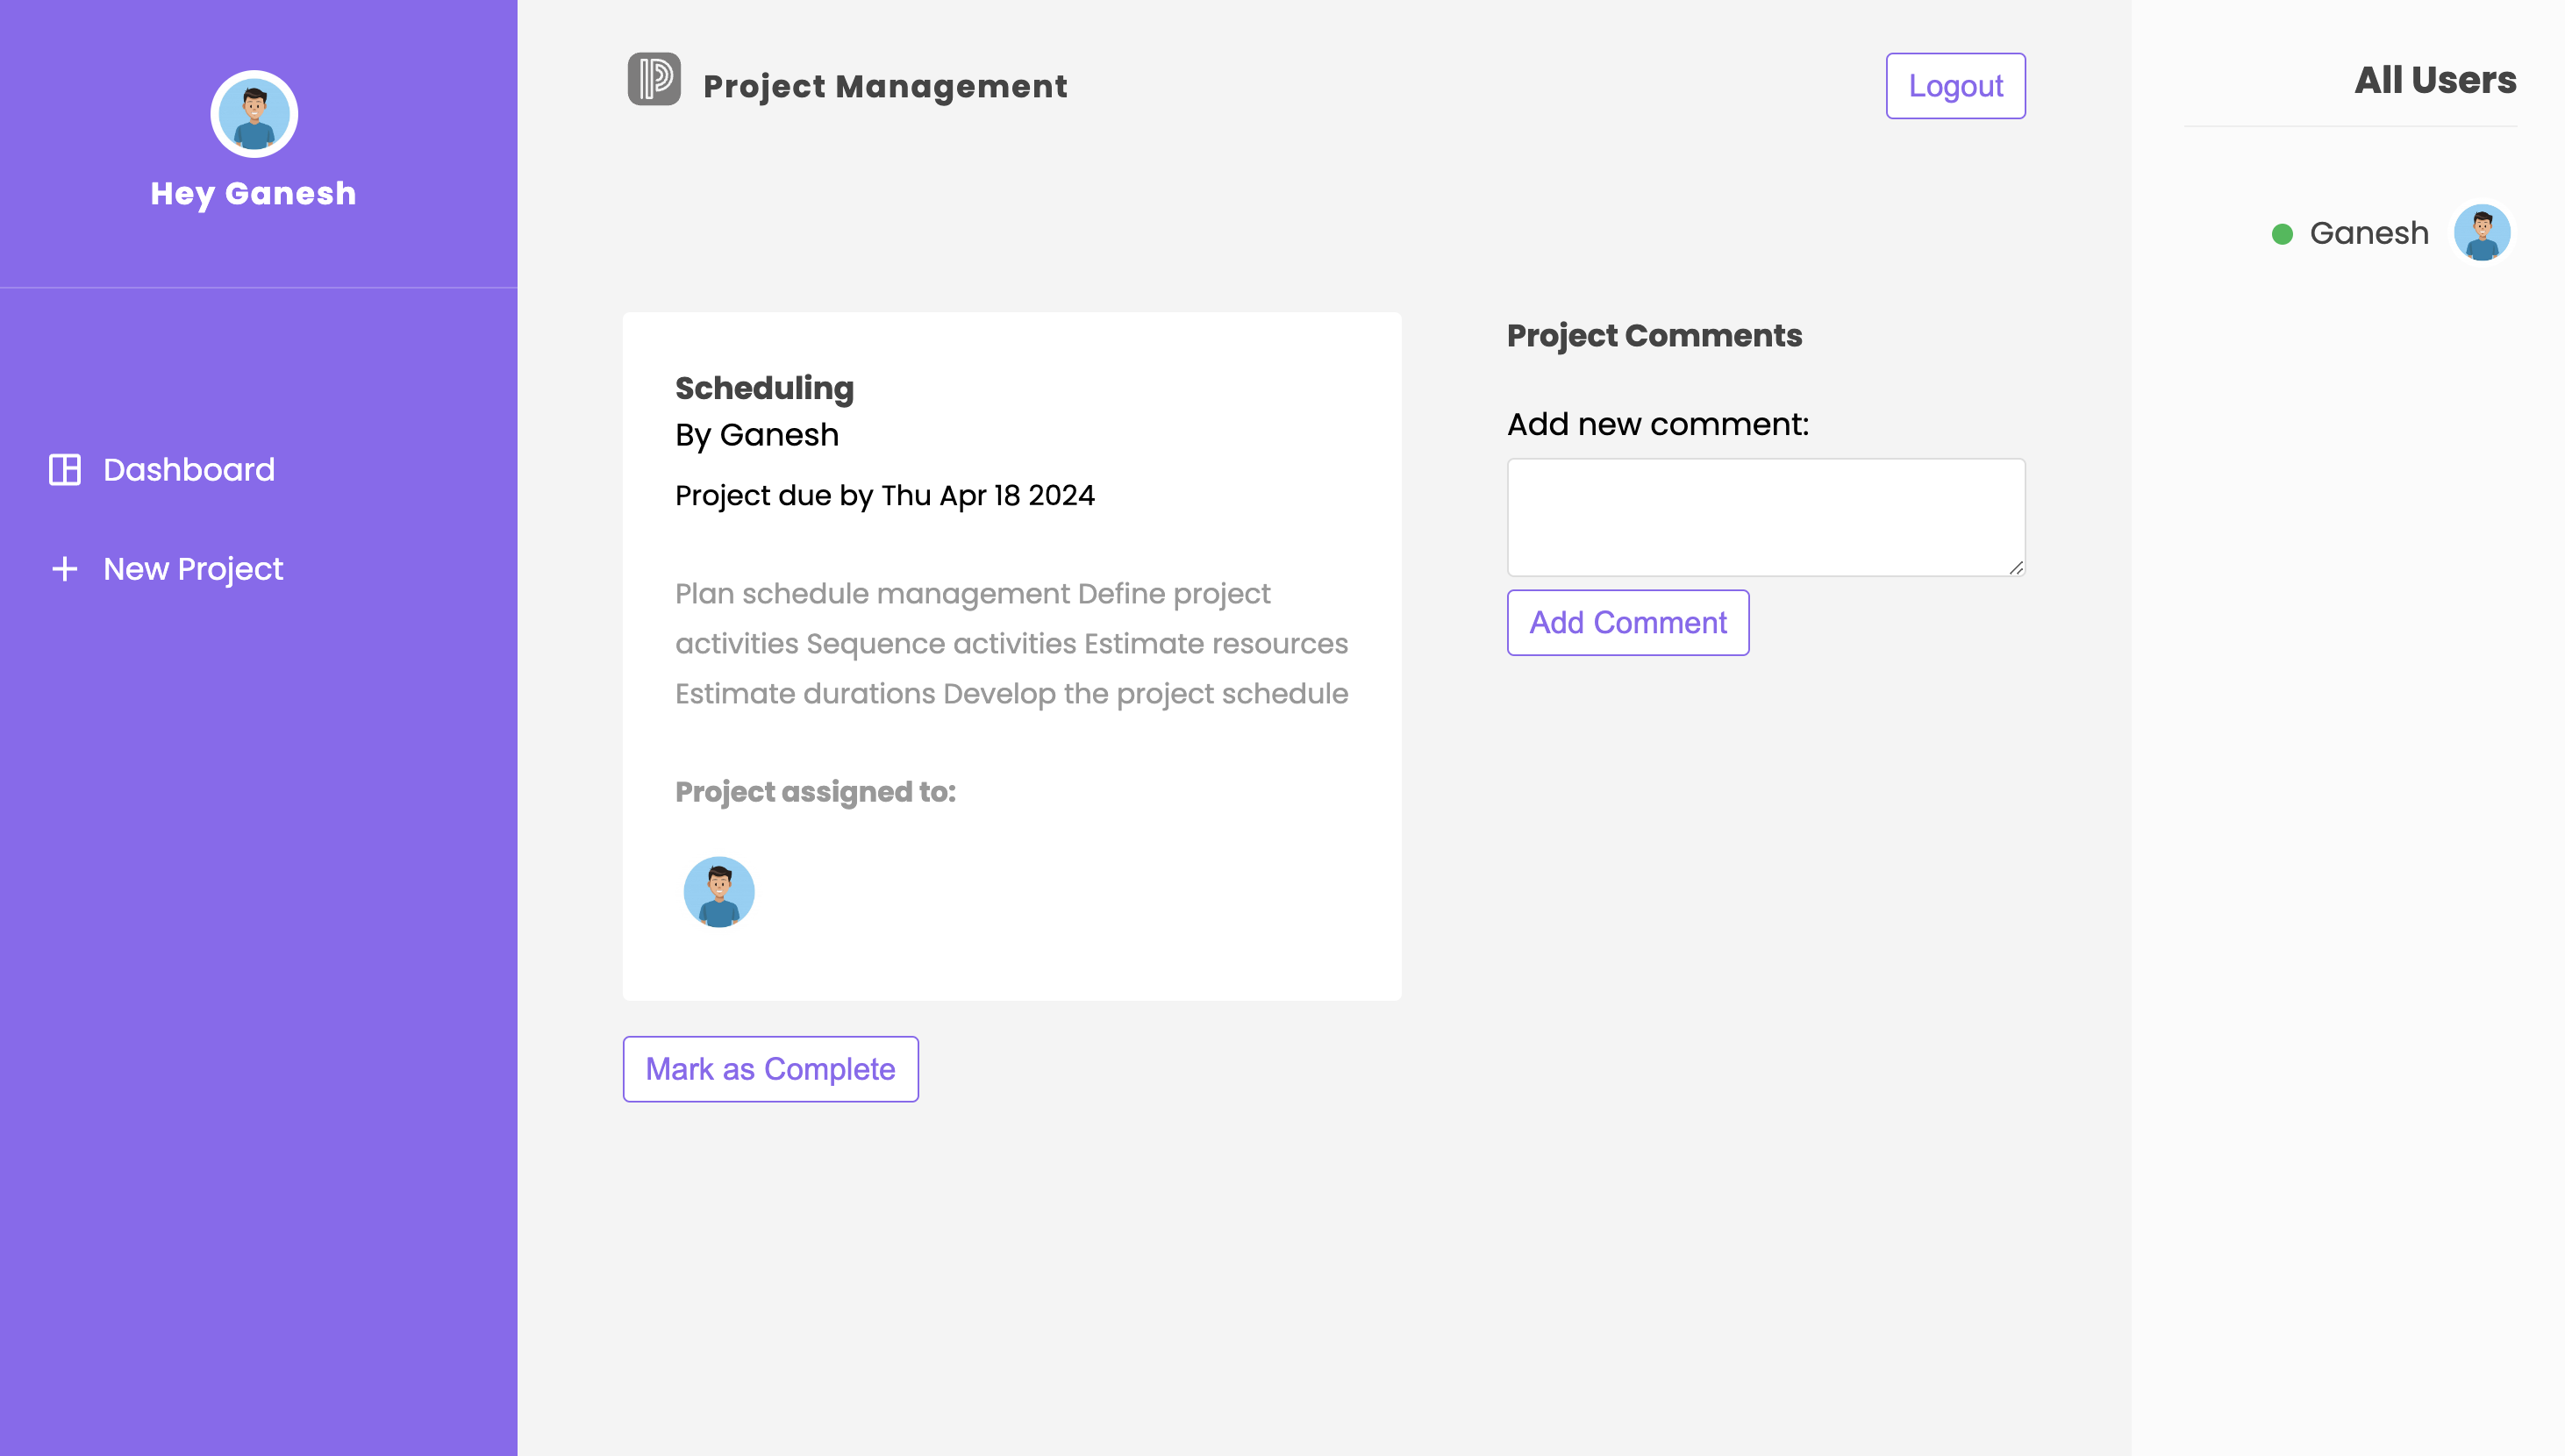 Hey Ganesh
Dashboard
New Project
Project Management
Logout
Scheduling
By Ganesh
Project due by Thu Apr 18 2024
Plan schedule management Define project
activities Sequence activities Estimate resources
Estimate durations Develop the project schedule
Project assigned to:
Mark as Complete
Project Comments
Add new comment:
Add Comment
All Users
Ganesh